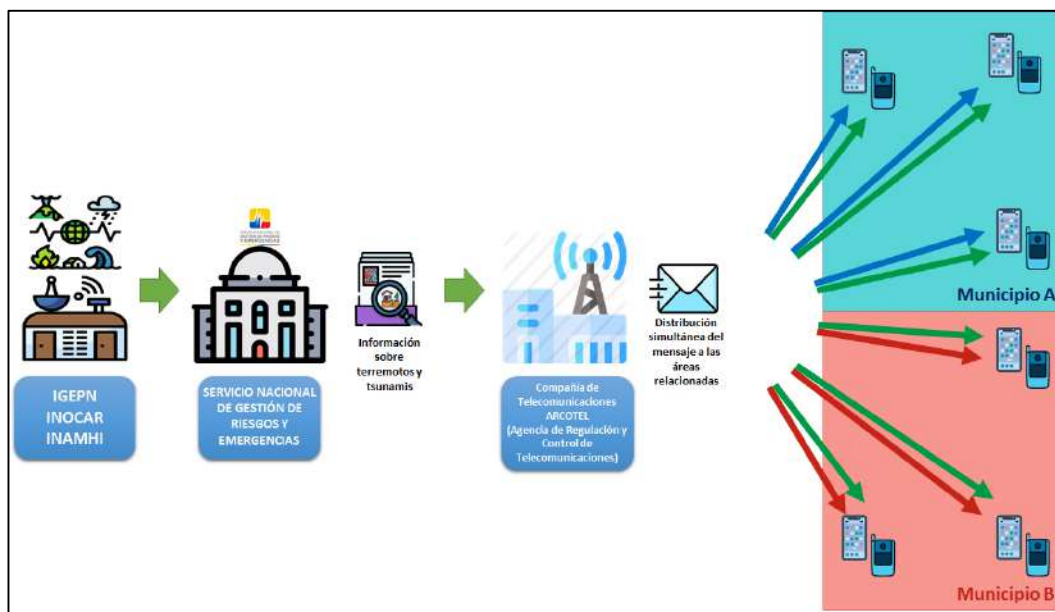 IGEPN
INOCAR
INAMHI
SERVICIO NACIONAL
DE GESTIÓN DE
RIESGOS Y
EMERGENCIAS
Información
sobre
terremotos y
tsunamis
Compañía de
Telecomunicaciones
ARCOTEL
(Agencia de Regulación y
Control de
Telecomunicaciones)
Distribución
simultánea del
mensaje a las
áreas
relacionadas
Municipio A
Municipio B